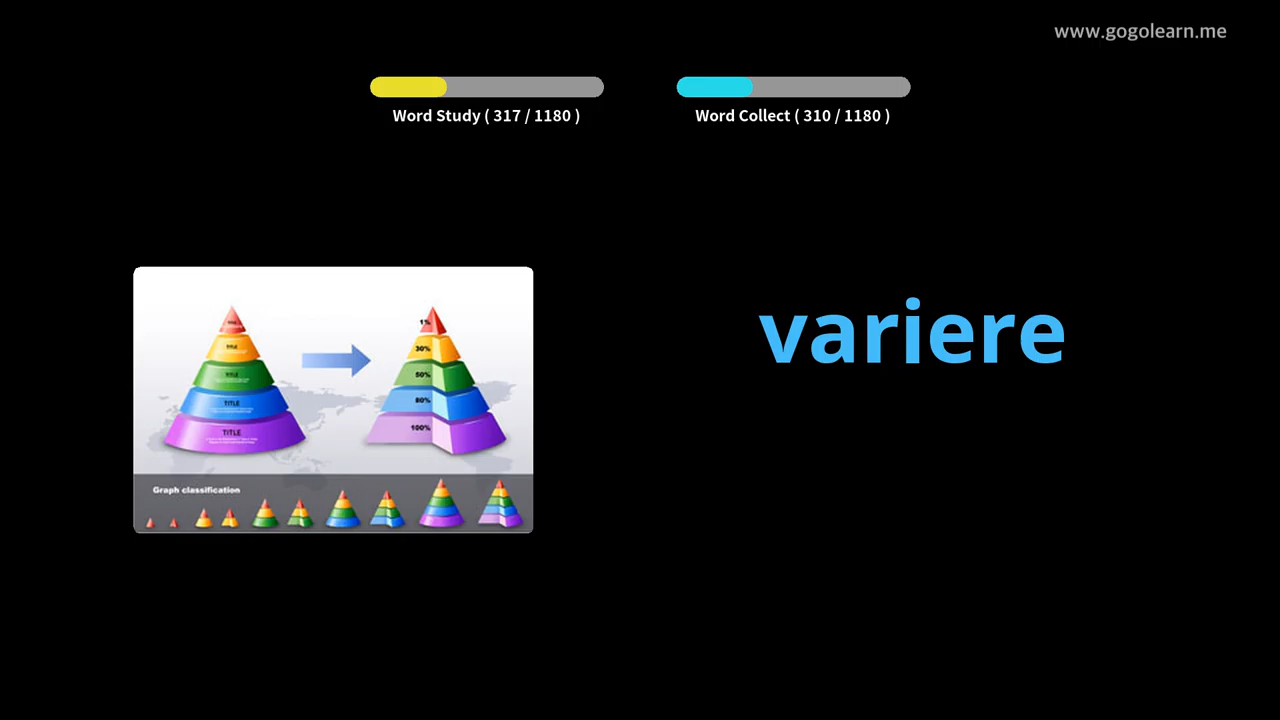 www.gogolearn.me
Word Study ( 317 / 1180 )
Word Collect ( 310 / 1180 )
variere
TITLE
TITLE
TITLE
TITLE
1%
30%
50%
80%
100%
Graph classification